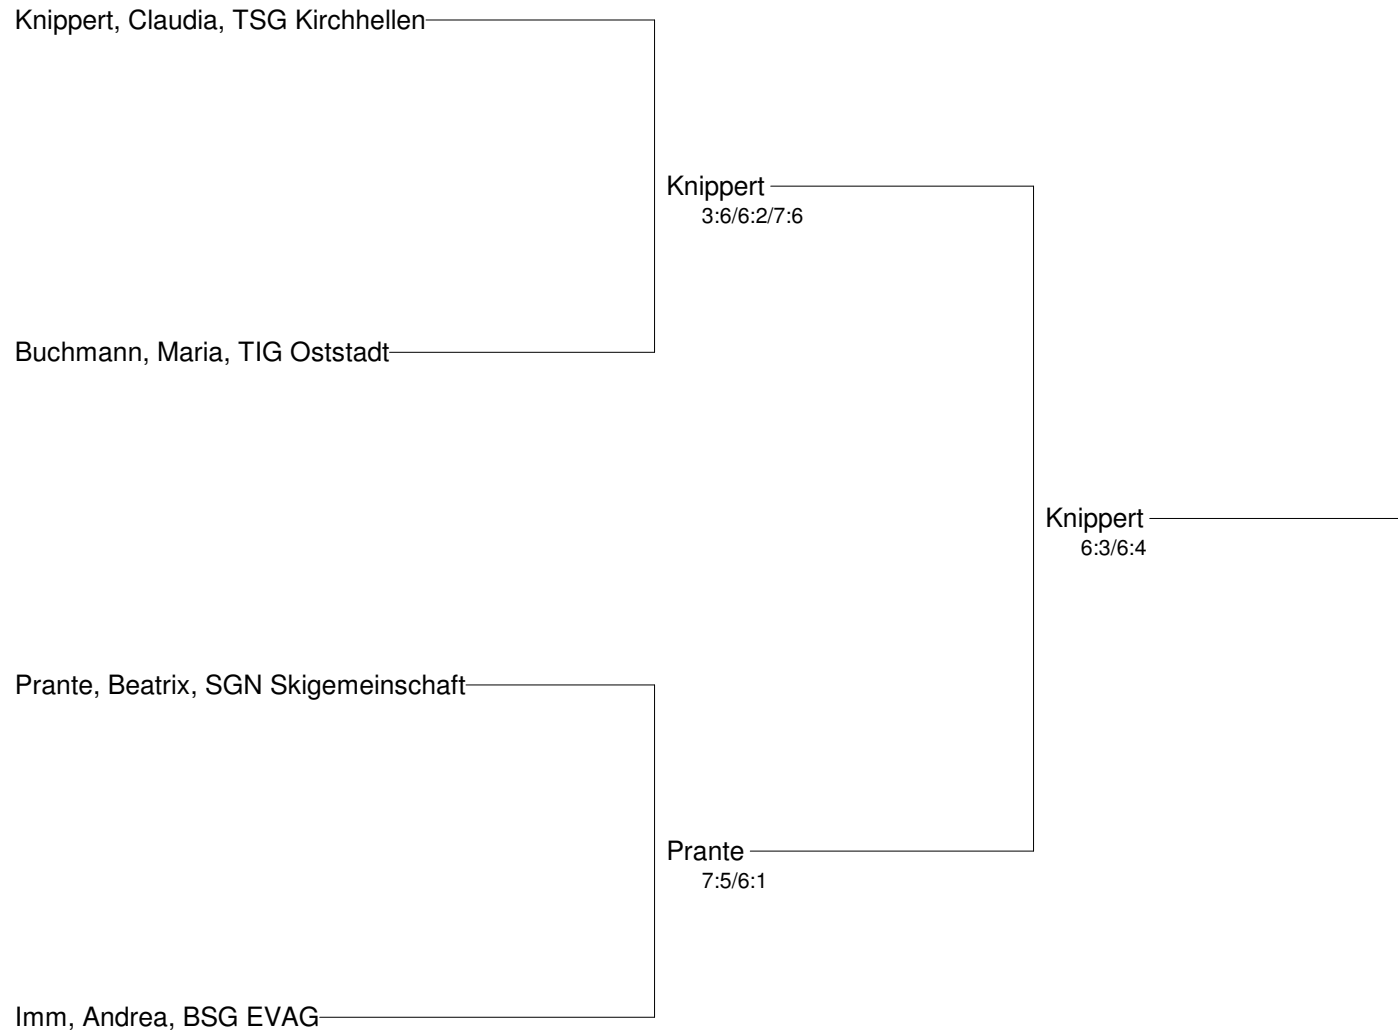 Knippert, Claudia, TSG Kirchhellen
Knippert
3:6/6:2/7:6
Buchmann, Maria, TIG Oststadt
Knippert
6:3/6:4
Prante, Beatrix, SGN Skigemeinschaft
Prante
7:5/6:1
Imm, Andrea, BSG EVAG